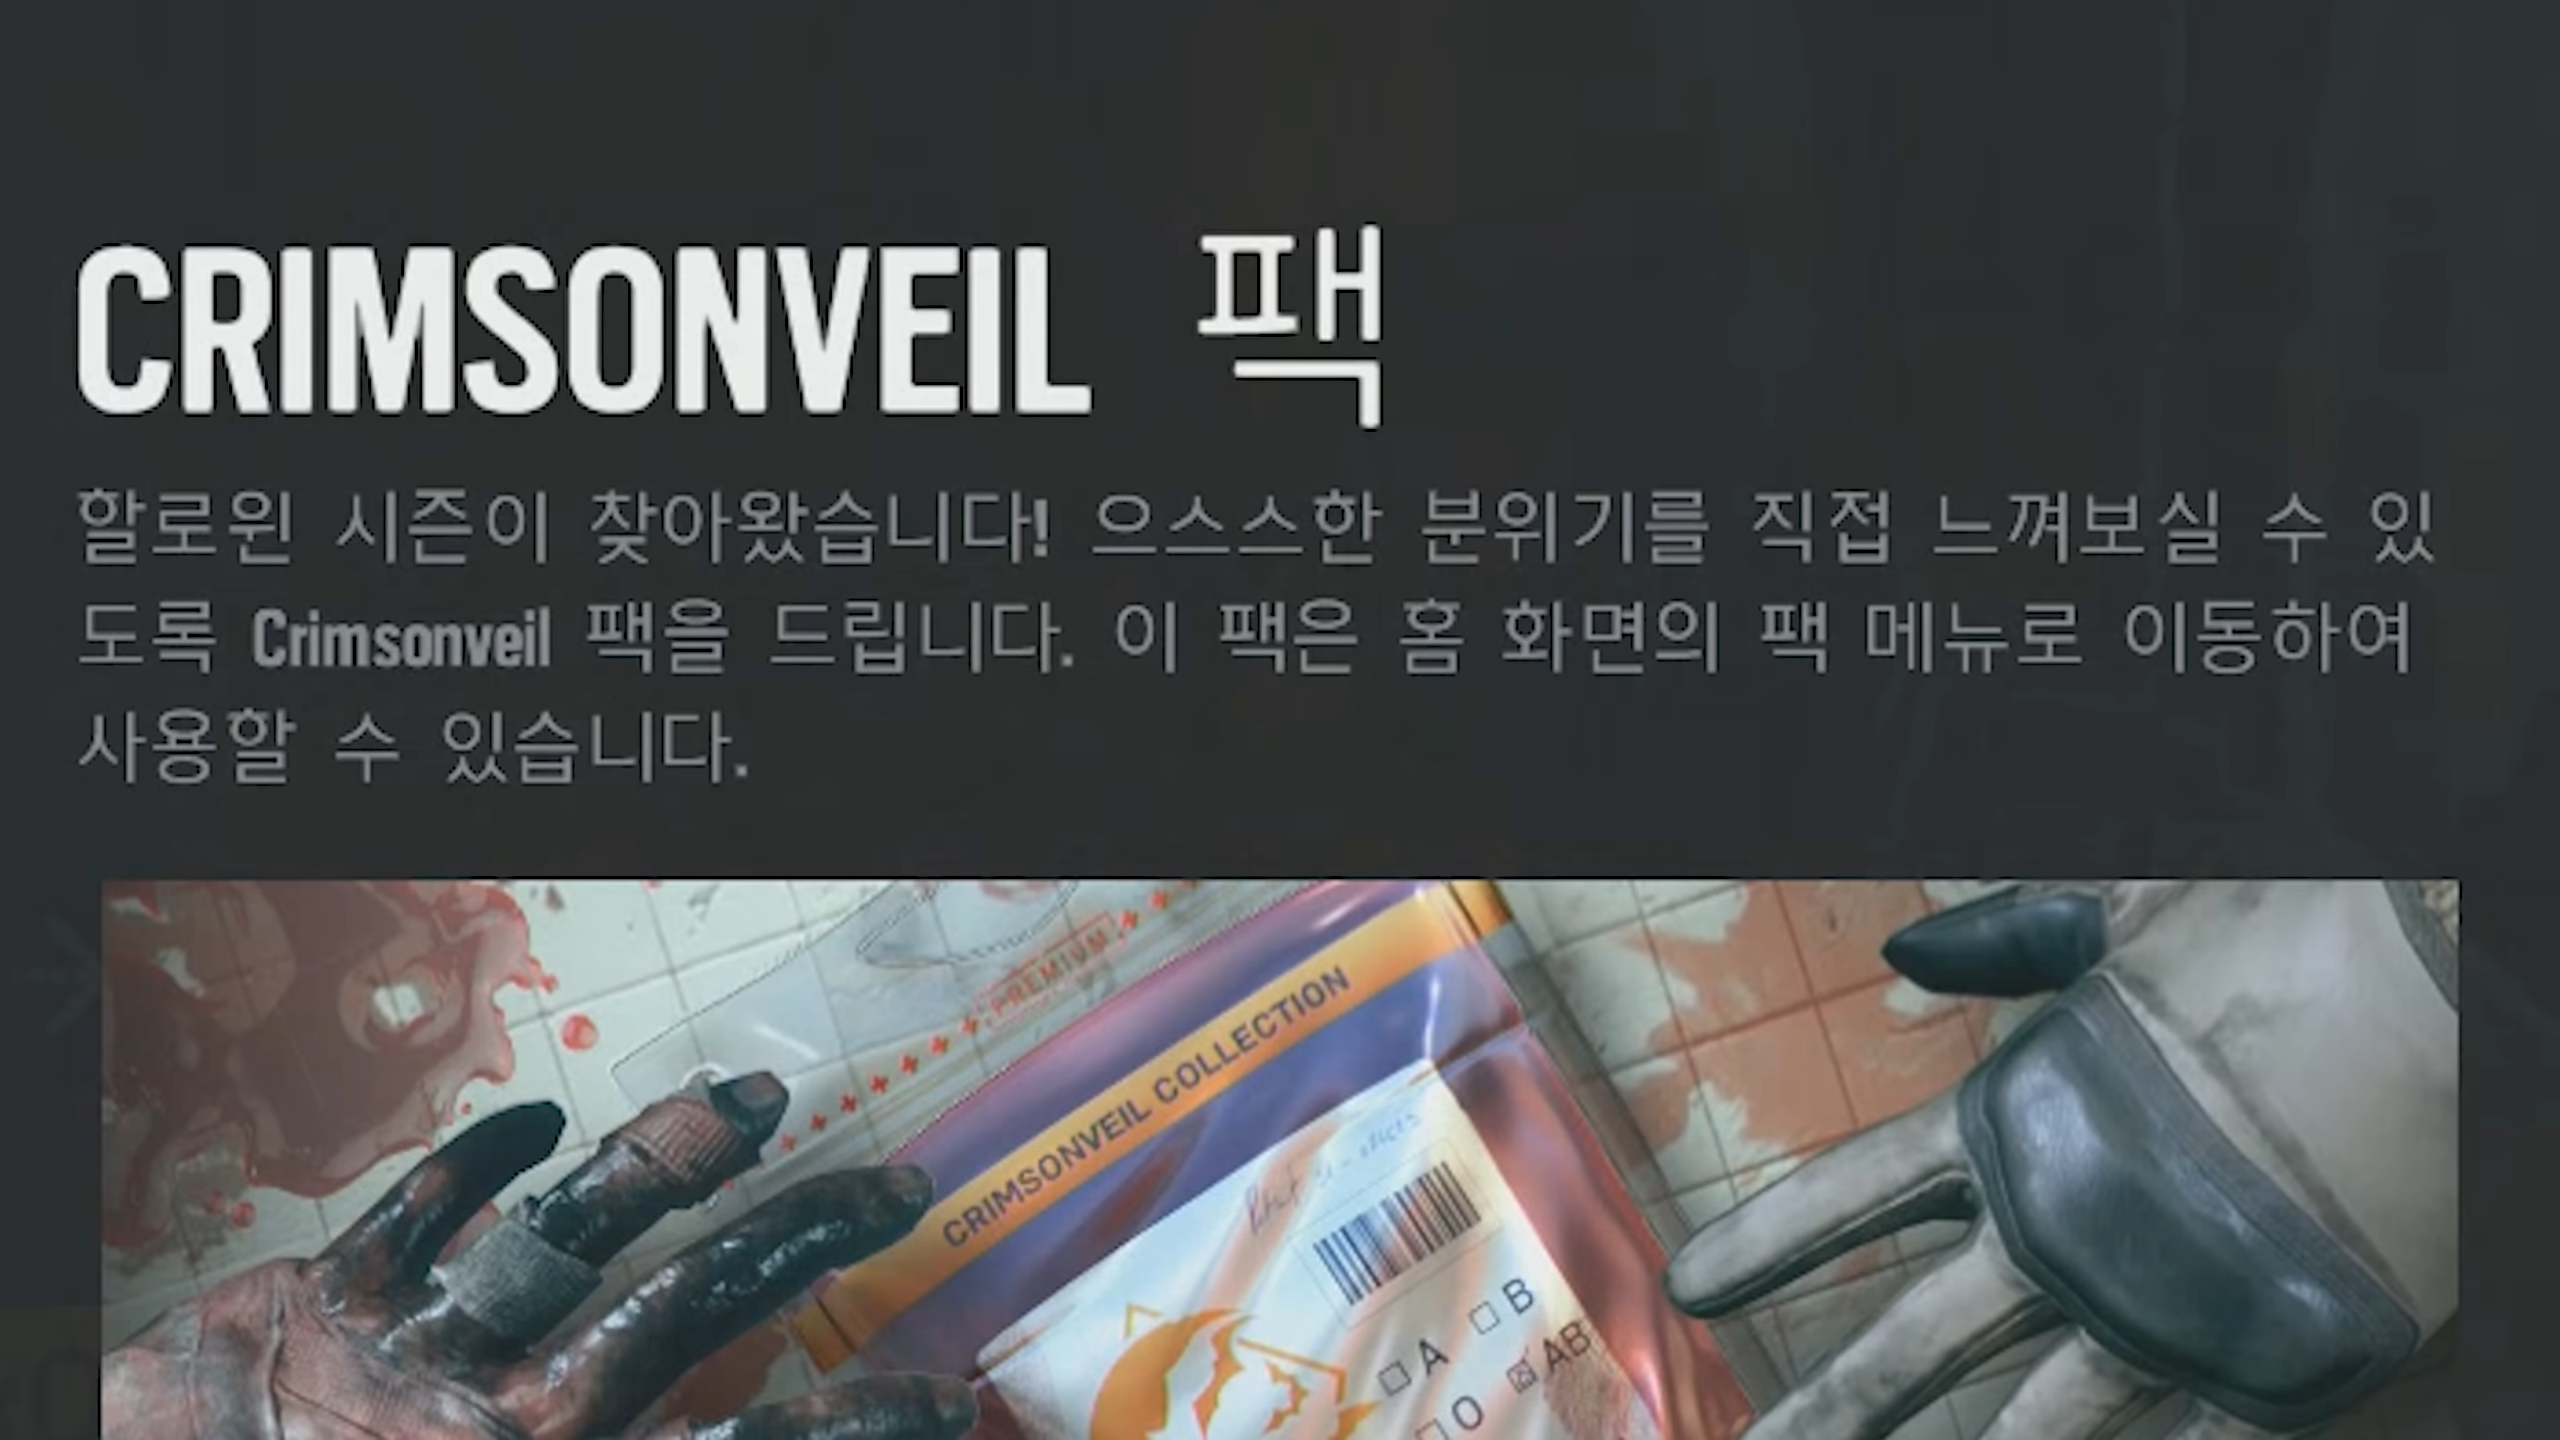 CRIMSONVEIL 팩
할로윈 시즌이 찾아왔습니다! 으스스한 분위기를 직접 느껴보실 수 있
도록 Crimsonveil 팩을 드립니다. 이 팩은 홈 화면의 팩 메뉴로 이동하여
사용할 수 있습니다.
PREMIUM
CRIMSONVEIL COLLECTION
A B
O AB